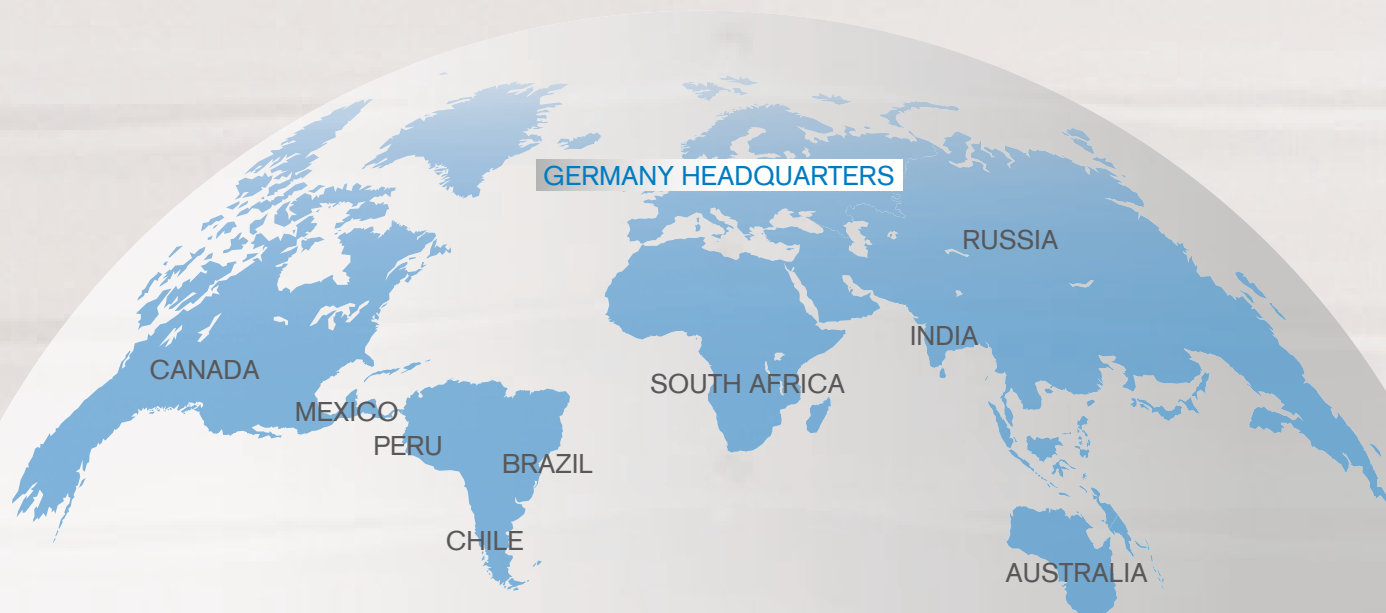 GERMANY HEADQUARTERS
RUSSIA
INDIA
CANADA
SOUTH AFRICA
MEXICO
PERU
BRAZIL
CHILE
AUSTRALIA